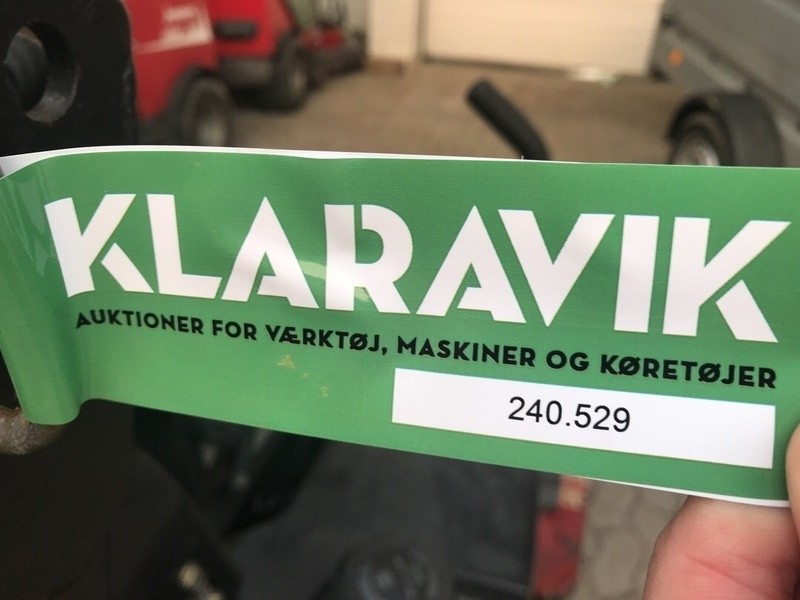 KLARAVIK
AUKTIONER FOR VÆRKTØJ, MASKINER OG KØRETØJER
240.529